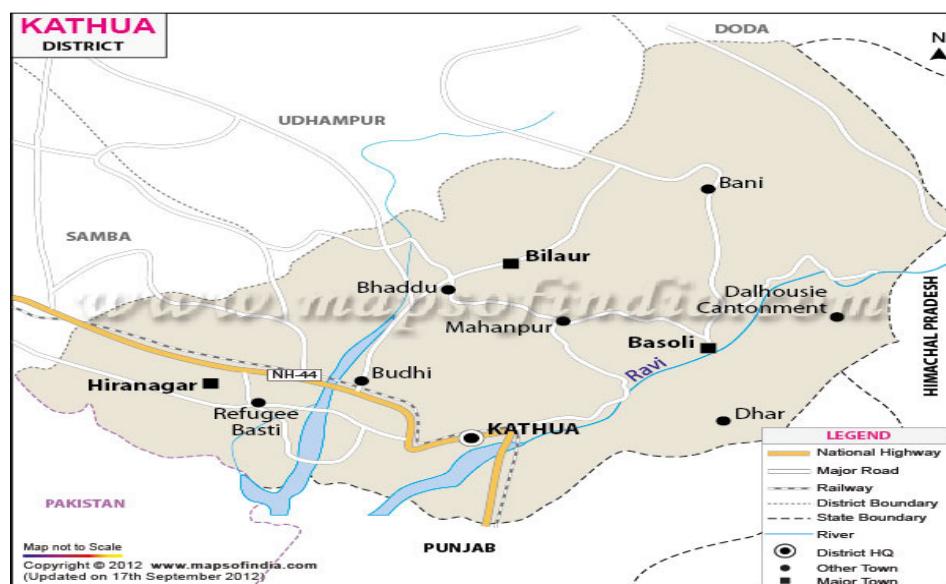 KATHUA
DISTRICT
DODA
N
UDHAMPUR
Bani
SAMBA
Bilaur
Bhaddu
www.mapsofindia.com
Dalhousie
Cantonment
Mahanpur
Basoli
HIMACHAL PRADESH
Ravi
NH-44
Budhi
Hiranagar
Refugee
Basti
Dhar
KATHUA
LEGEND
National Highway
Major Road
Railway
District Boundary
State Boundary
River
District HQ
Other Town
Major Town
PAKISTAN
PUNJAB
Map not to Scale
Copyright © 2012 www.mapsofindia.com
(Updated on 17th September 2012)